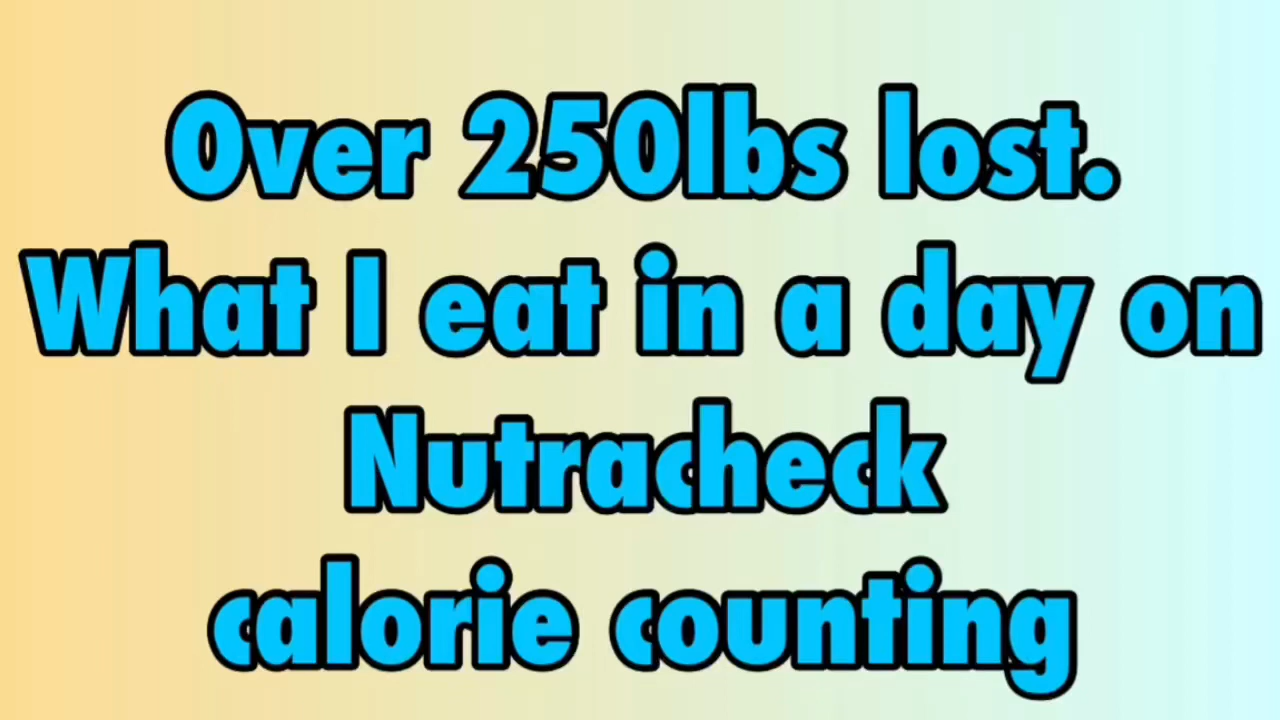 Over 250lbs lost.
What I eat in a day on
Nutracheck
calorie counting